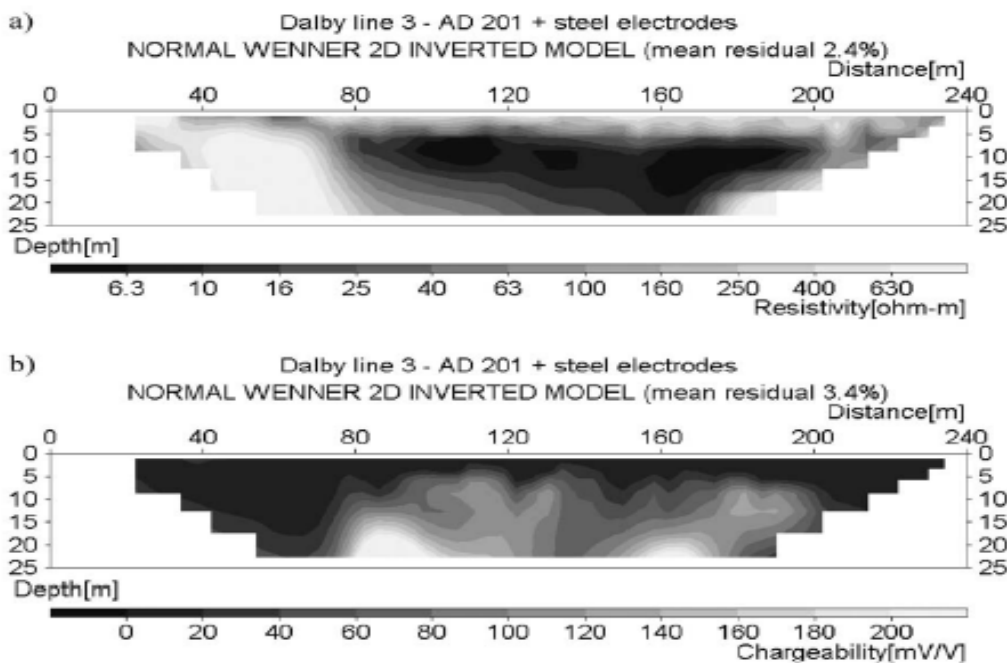 a)
Dalby line 3 - AD 201 + steel electrodes
NORMAL WENNER 2D INVERTED MODEL (mean residual 2.4%)
Distance[m]
0 40 80 120 160 200 240
0 0
5 5
10 10
15 15
20 20
25 25
Depth[m]
6.3 10 16 25 40 63 100 160 250 400 630
Resistivity[ohm-m]
b)
Dalby line 3 - AD 201 + steel electrodes
NORMAL WENNER 2D INVERTED MODEL (mean residual 3.4%)
Distance[m]
0 40 80 120 160 200 240
0 0
5 5
10 10
15 15
20 20
25 25
Depth[m]
0 20 40 60 80 100 120 140 160 180 200
Chargeability[mV/V]